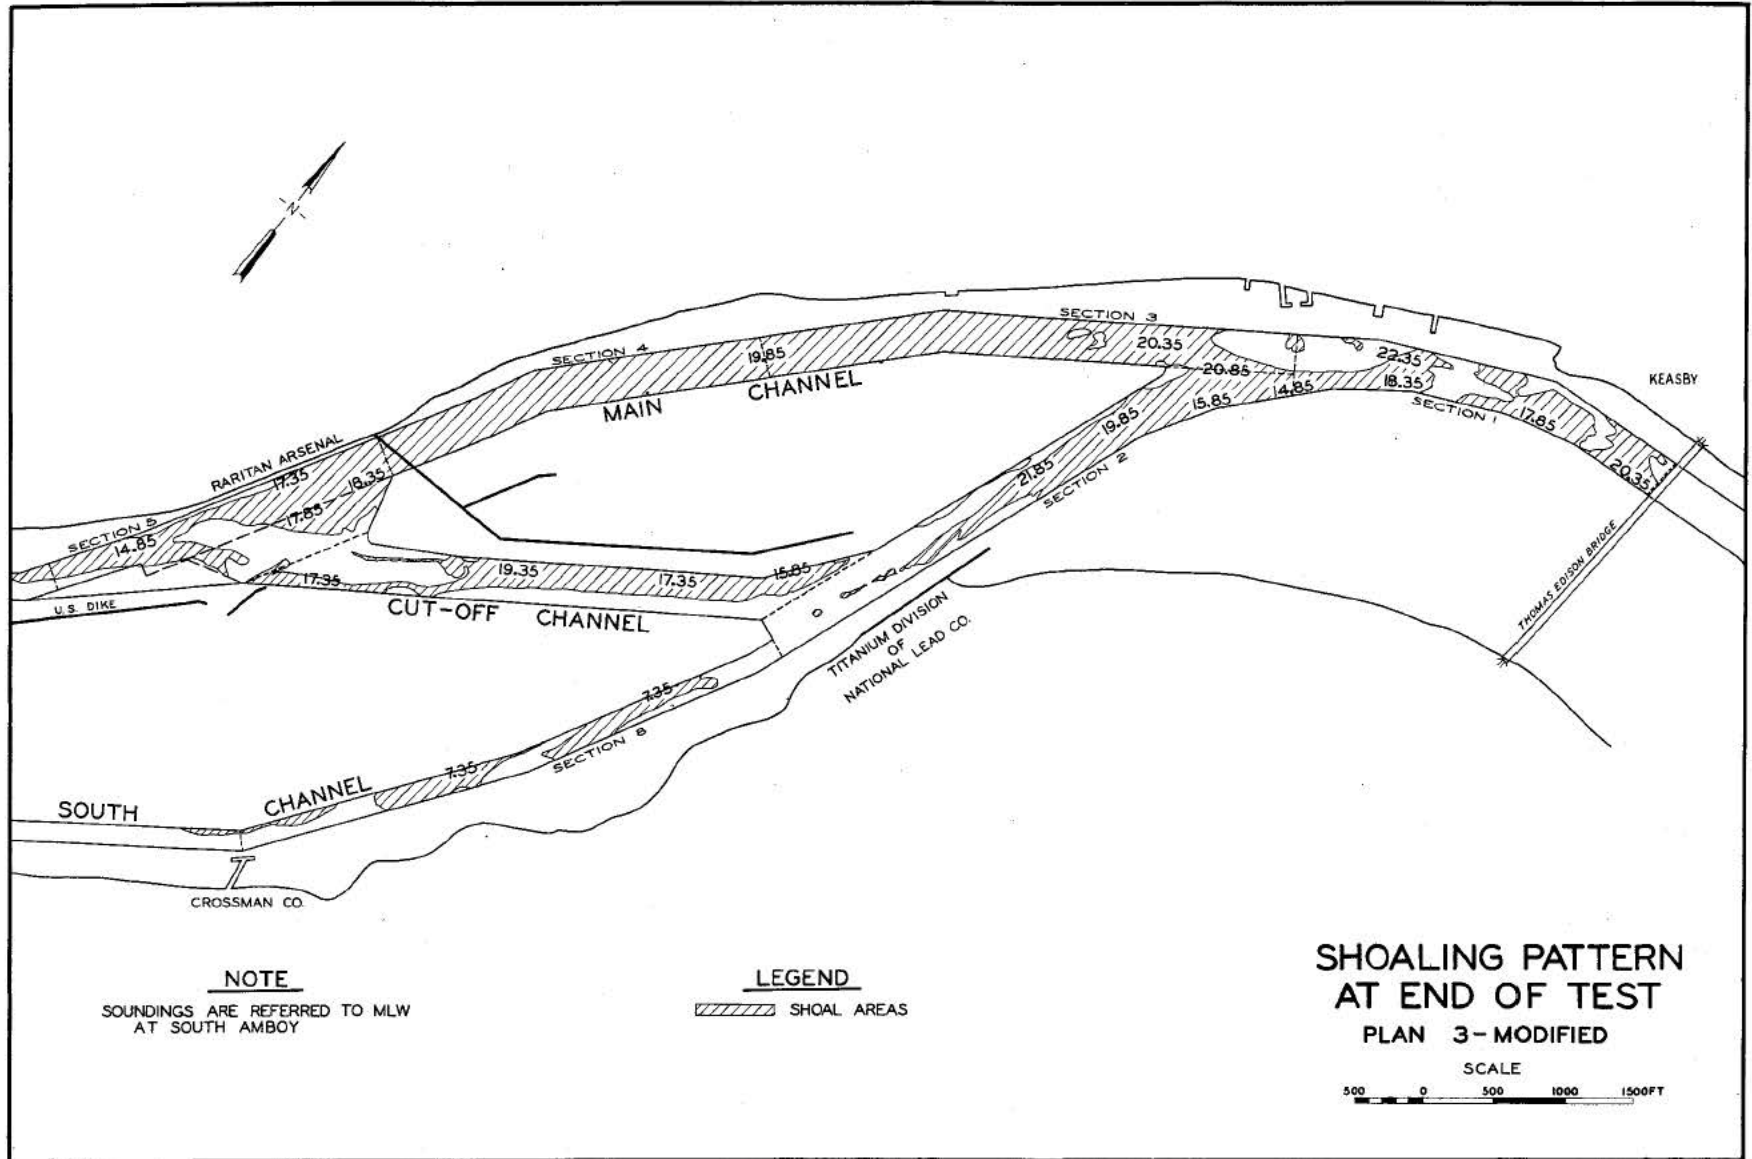 N
SECTION 3
20.35
22.35
KEASBY
SECTION 4
19.85
20.85
18.35
14.85
MAIN CHANNEL
15.85
SECTION 1
17.85
19.85
RARITAN ARSENAL
17.35
18.35
21.85
SECTION 2
20.35
17.85
SECTION 5
14.85
THOMAS EDISON BRIDGE
17.35
19.35
17.35
15.85
U.S. DIKE
CUT-OFF CHANNEL
TITANIUM DIVISION
OF
NATIONAL LEAD CO.
7.35
SECTION 8
7.35
SOUTH CHANNEL
CROSSMAN CO.
NOTE
SOUNDINGS ARE REFERRED TO MLW
AT SOUTH AMBOY
LEGEND
SHOAL AREAS
SHOALING PATTERN
AT END OF TEST
PLAN 3-MODIFIED
SCALE
500 0 500 1000 1500FT